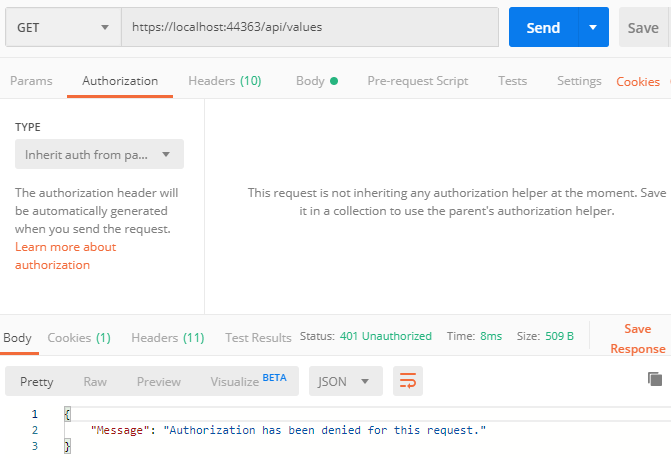 GET https://localhost:44363/api/values Send Save
Params Authorization Headers (10) Body Pre-request Script Tests Settings Cookies
TYPE
Inherit auth from pa...
The authorization header will
be automatically generated
when you send the request.
Learn more about
authorization
This request is not inheriting any authorization helper at the moment. Save
it in a collection to use the parent's authorization helper.
Body Cookies (1) Headers (11) Test Results Status: 401 Unauthorized Time: 8ms Size: 509 B Save
Response
Pretty Raw Preview Visualize BETA JSON
1 {
2 "Message": "Authorization has been denied for this request."
3 }